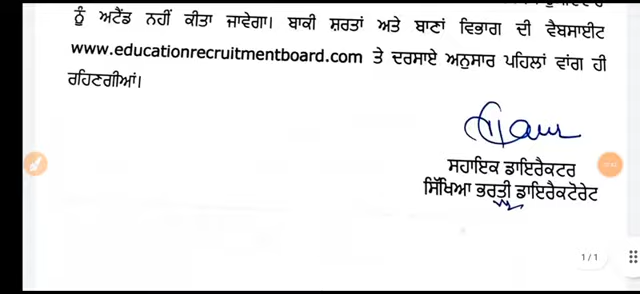 ਨੂੰ ਅਟੈਂਡ ਨਹੀਂ ਕੀਤਾ ਜਾਵੇਗਾ। ਬਾਕੀ ਸ਼ਰਤਾਂ ਅਤੇ ਬਾਣਾਂ ਵਿਭਾਗ ਦੀ ਵੈਬਸਾਈਟ
www.educationrecruitmentboard.com ਤੇ ਦਰਸਾਏ ਅਨੁਸਾਰ ਪਹਿਲਾਂ ਵਾਂਗ ਹੀ
ਰਹਿਣਗੀਆਂ।
ਸਹਾਇਕ ਡਾਇਰੈਕਟਰ
ਸਿੱਖਿਆ ਭਰਤੀ ਡਾਇਰੈਕਟੋਰੇਟ
1/1